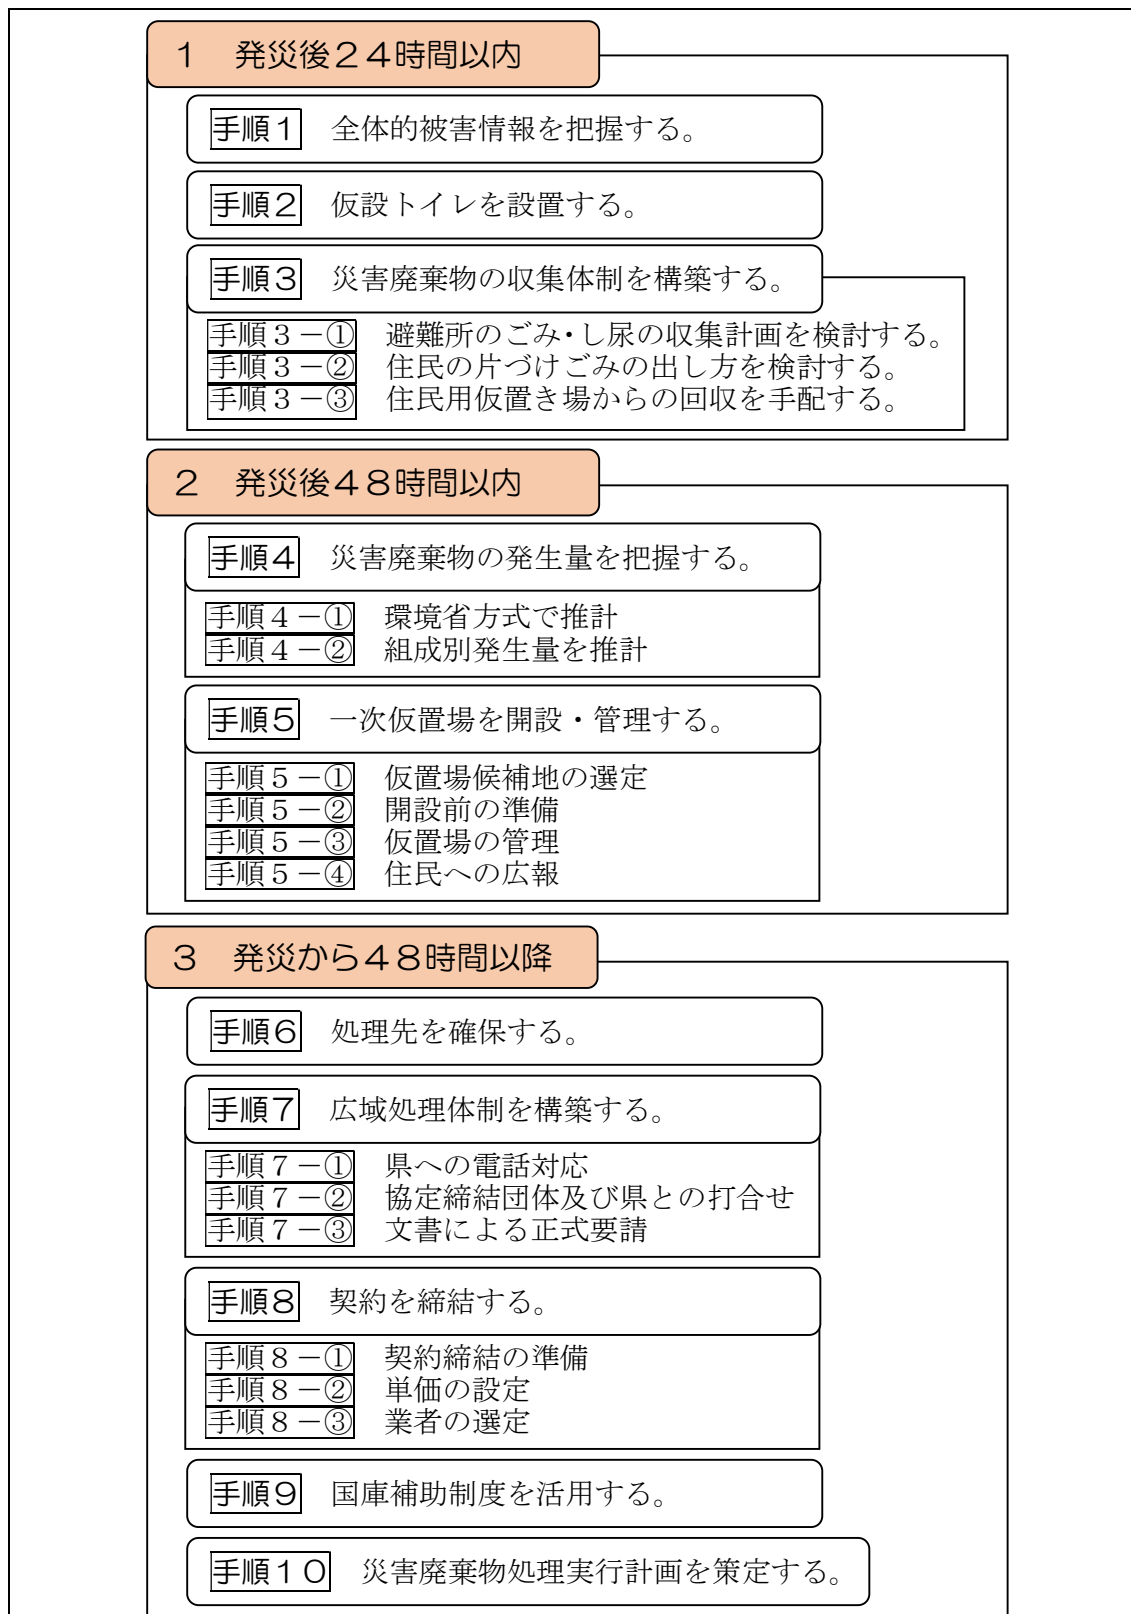 １　発災後２４時間以内
手順１　全体的被害情報を把握する。
手順２　仮設トイレを設置する。
手順３　災害廃棄物の収集体制を構築する。
手順３－①　避難所のごみ・し尿の収集計画を検討する。
手順３－②　住民の片づけごみの出し方を検討する。
手順３－③　住民用仮置き場からの回収を手配する。
２　発災後４８時間以内
手順４　災害廃棄物の発生量を把握する。
手順４－①　環境省方式で推計
手順４－②　組成別発生量を推計
手順５　一次仮置場を開設・管理する。
手順５－①　仮置場候補地の選定
手順５－②　開設前の準備
手順５－③　仮置場の管理
手順５－④　住民への広報
３　発災から４８時間以降
手順６　処理先を確保する。
手順７　広域処理体制を構築する。
手順７－①　県への電話対応
手順７－②　協定締結団体及び県との打合せ
手順７－③　文書による正式要請
手順８　契約を締結する。
手順８－①　契約締結の準備
手順８－②　単価の設定
手順８－③　業者の選定
手順９　国庫補助制度を活用する。
手順１０　災害廃棄物処理実行計画を策定する。